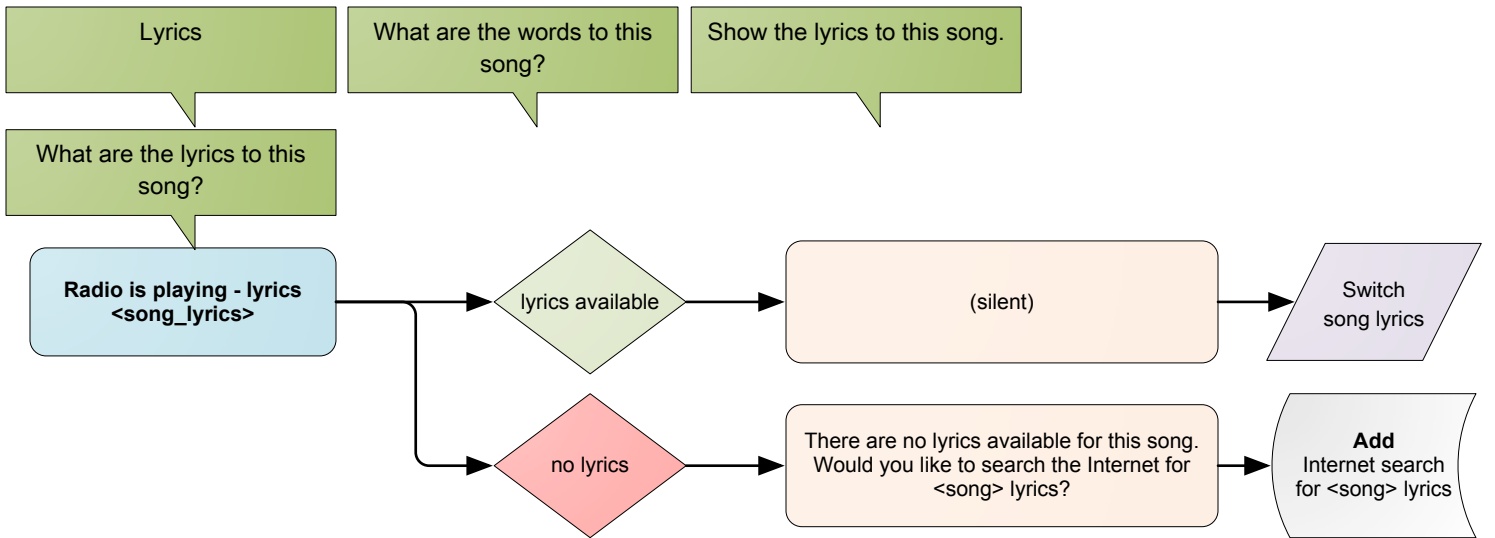 Lyrics
What are the words to this
song?
Show the lyrics to this song.
What are the lyrics to this
song?
Radio is playing - lyrics
<song_lyrics>
lyrics available
(silent)
Switch
song lyrics
no lyrics
There are no lyrics available for this song.
Would you like to search the Internet for
<song> lyrics?
Add
Internet search
for <song> lyrics